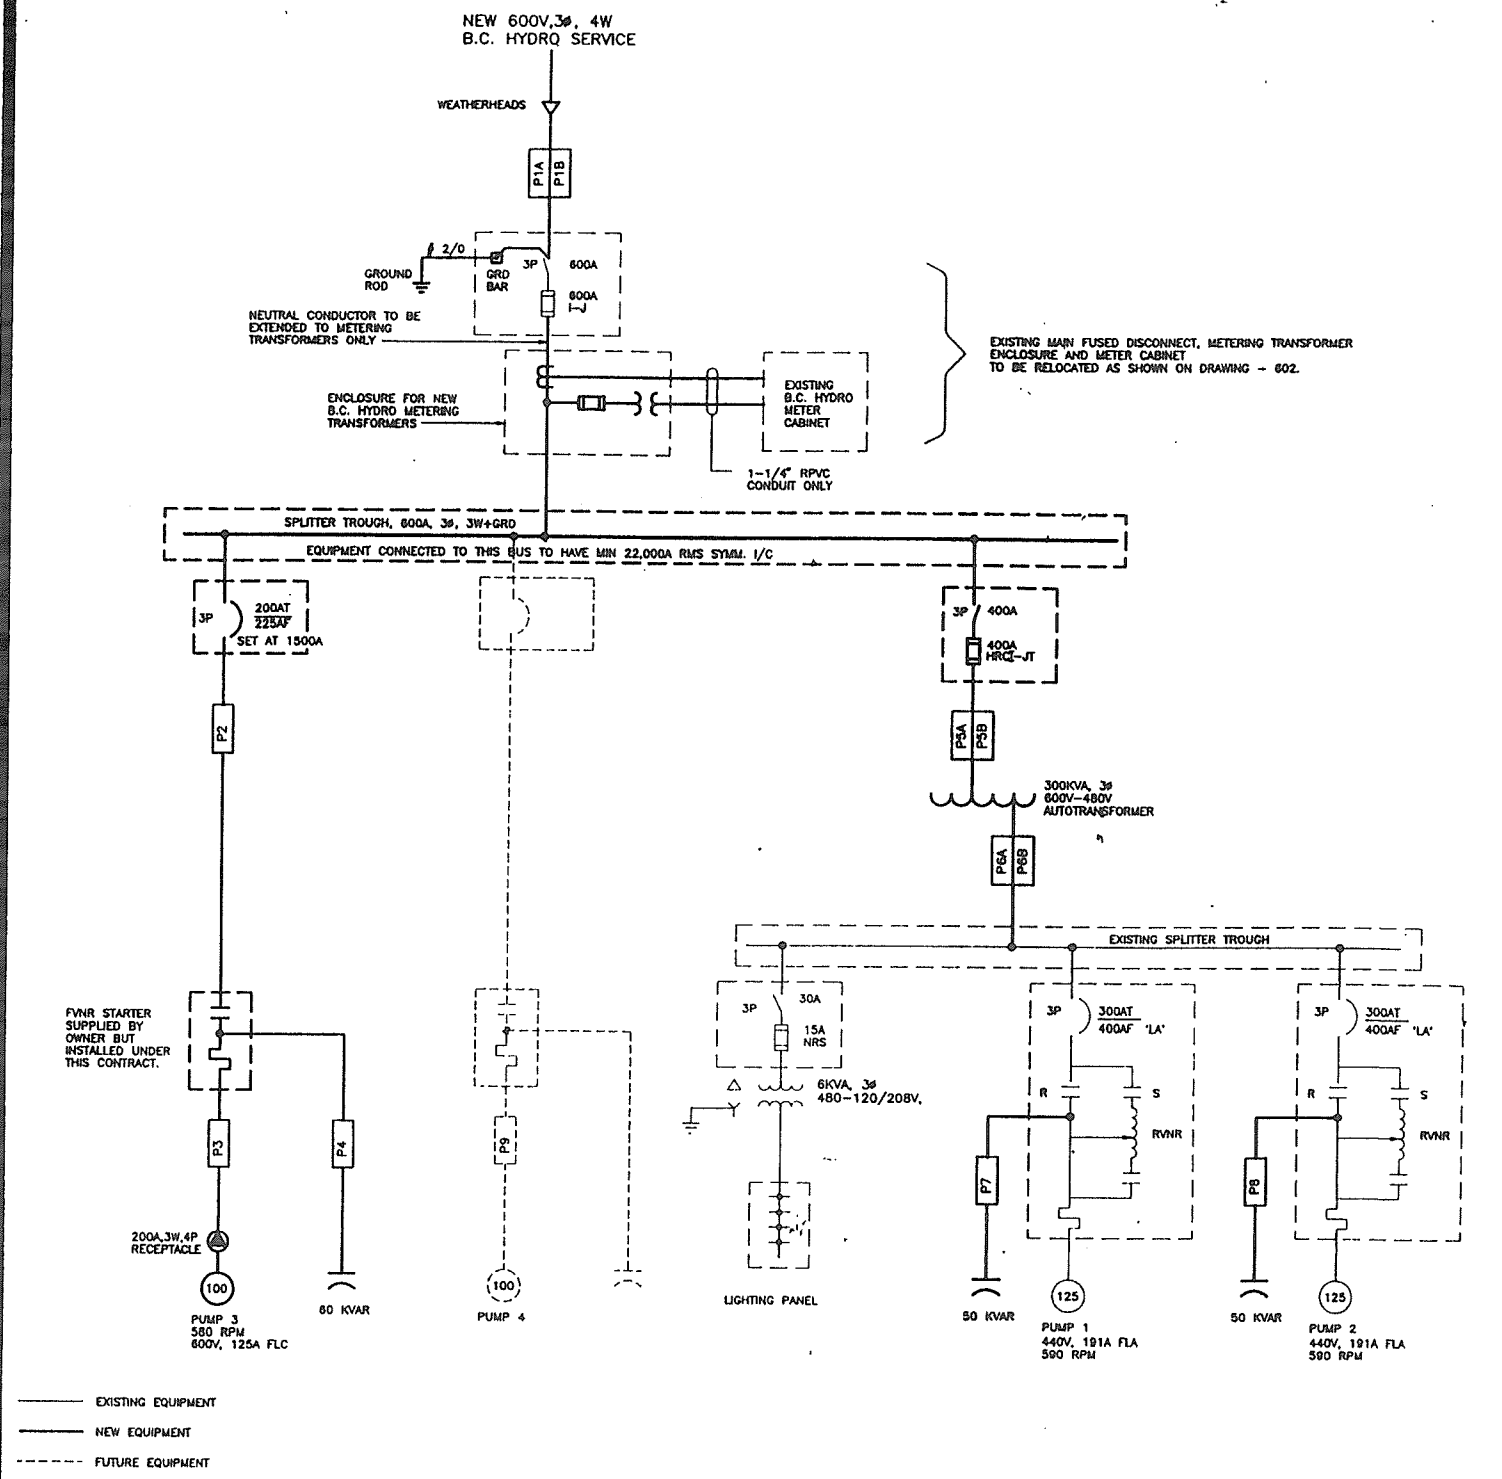 NEW 600V,3ø, 4W
B.C. HYDRO SERVICE
WEATHERHEADS
P1A
P1B
2/0
GROUND
ROD
GRD
BAR
3P
600A
600A
J
NEUTRAL CONDUCTOR TO BE
EXTENDED TO METERING
TRANSFORMERS ONLY
ENCLOSURE FOR NEW
B.C. HYDRO METERING
TRANSFORMERS
EXISTING
B.C. HYDRO
METER
CABINET
1-1/4" RPVC
CONDUIT ONLY
EXISTING MAIN FUSED DISCONNECT, METERING TRANSFORMER
ENCLOSURE AND METER CABINET
TO BE RELOCATED AS SHOWN ON DRAWING - 602.
SPLITTER TROUGH, 600A, 3ø, 3W+GRD
EQUIPMENT CONNECTED TO THIS BUS TO HAVE MIN 22,000A RMS SYMM. I/C
3P
200AT
225AF
SET AT 1500A
3P
400A
400A
HRCI-JT
P2
P5A
P5B
300KVA, 3ø
600V-480V
AUTOTRANSFORMER
P6A
P6B
EXISTING SPLITTER TROUGH
FVNR STARTER
SUPPLIED BY
OWNER BUT
INSTALLED UNDER
THIS CONTRACT.
3P
30A
15A
NRS
3P
300AT
400AF 'LA'
3P
300AT
400AF 'LA'
6KVA, 3ø
480-120/208V,
R
S
RVNR
R
S
RVNR
P3
P4
P9
P7
P8
200A,3W,4P
RECEPTACLE
100
60 KVAR
PUMP 3
580 RPM
600V, 125A FLC
100
PUMP 4
LIGHTING PANEL
50 KVAR
125
PUMP 1
440V, 191A FLA
590 RPM
50 KVAR
125
PUMP 2
440V, 191A FLA
590 RPM
EXISTING EQUIPMENT
NEW EQUIPMENT
FUTURE EQUIPMENT